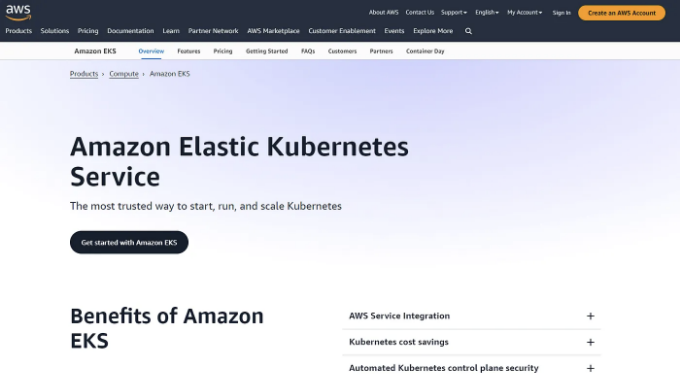 aws
About AWS Contact Us Support English My Account Sign In Create an AWS Account
Products Solutions Pricing Documentation Learn Partner Network AWS Marketplace Customer Enablement Events Explore More
Amazon EKS Overview Features Pricing Getting Started FAQs Customers Partners Container Day
Products › Compute › Amazon EKS
Amazon Elastic Kubernetes
Service
The most trusted way to start, run, and scale Kubernetes
Get started with Amazon EKS
Benefits of Amazon
EKS
AWS Service Integration +
Kubernetes cost savings +
Automated Kubernetes control plane security +